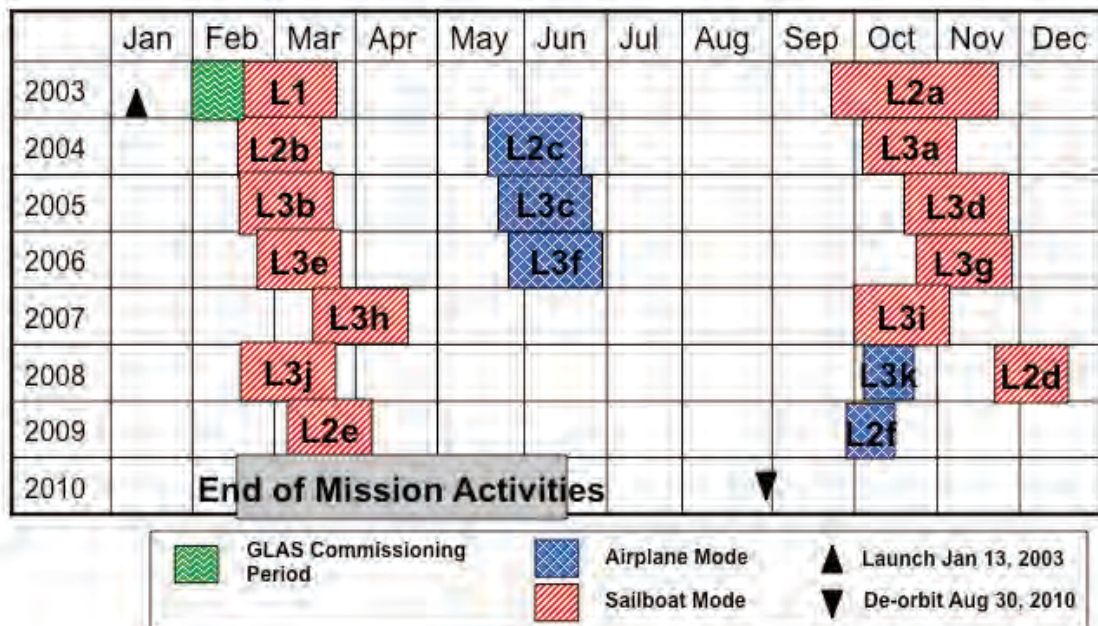 Jan Feb Mar Apr May Jun Jul Aug Sep Oct Nov Dec
2003 L1 L2a
2004 L2b L2c L3a
2005 L3b L3c L3d
2006 L3e L3f L3g
2007 L3h L3i
2008 L3j L3k L2d
2009 L2e L2f
2010 End of Mission Activities
GLAS Commissioning Period
Airplane Mode
Sailboat Mode
Launch Jan 13, 2003
De-orbit Aug 30, 2010